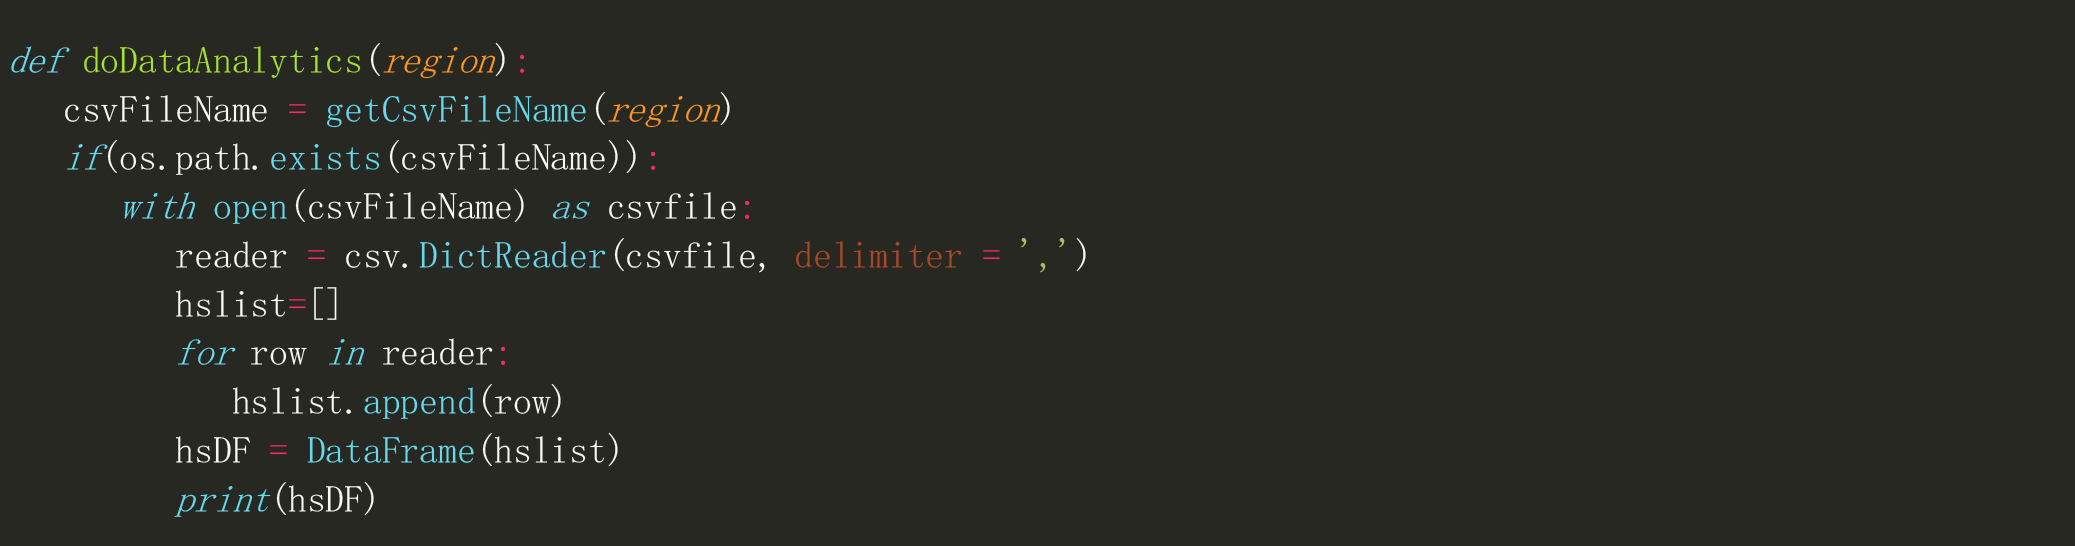 def doDataAnalytics(region):
   csvFileName = getCsvFileName(region)
   if(os.path.exists(csvFileName)):
      with open(csvFileName) as csvfile:
         reader = csv.DictReader(csvfile, delimiter = ',')
         hslist=[]
         for row in reader:
            hslist.append(row)
         hsDF = DataFrame(hslist)
         print(hsDF)